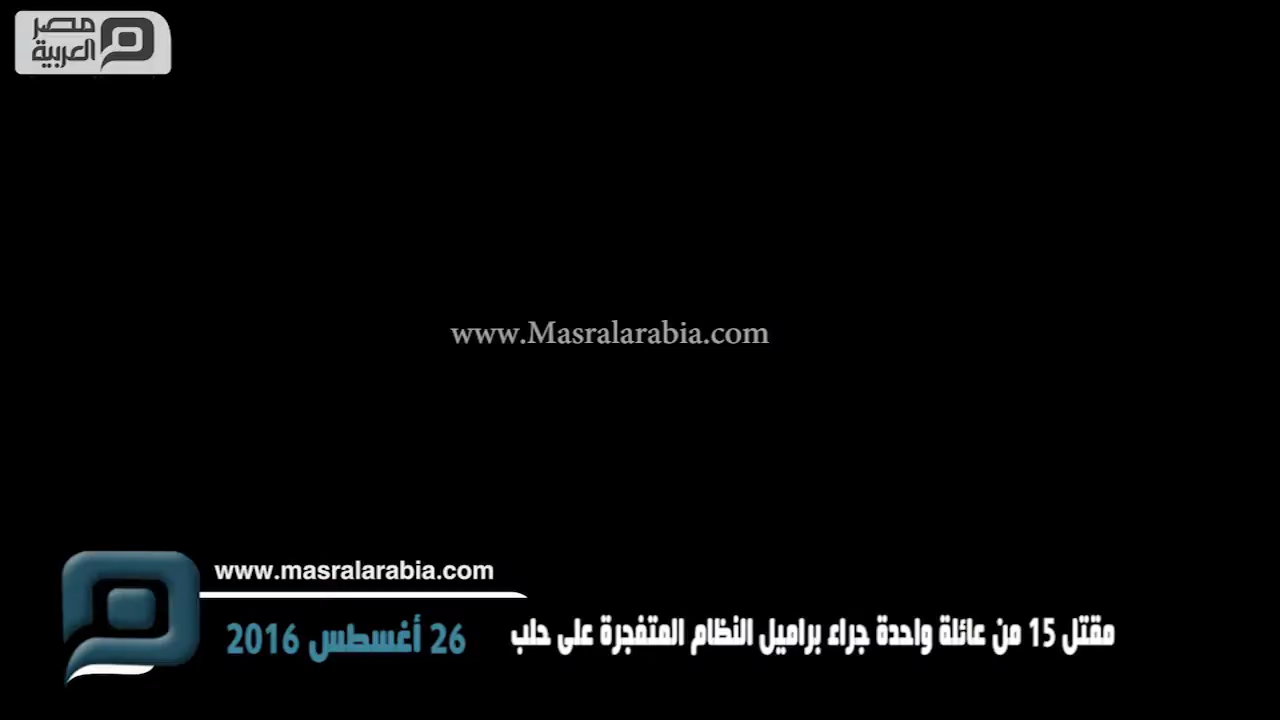 مصر
العربية
www.Masralarabia.com
www.masralarabia.com
مقتل 15 من عائلة واحدة جراء براميل النظام المتفجرة على حلب
26 أغسطس 2016